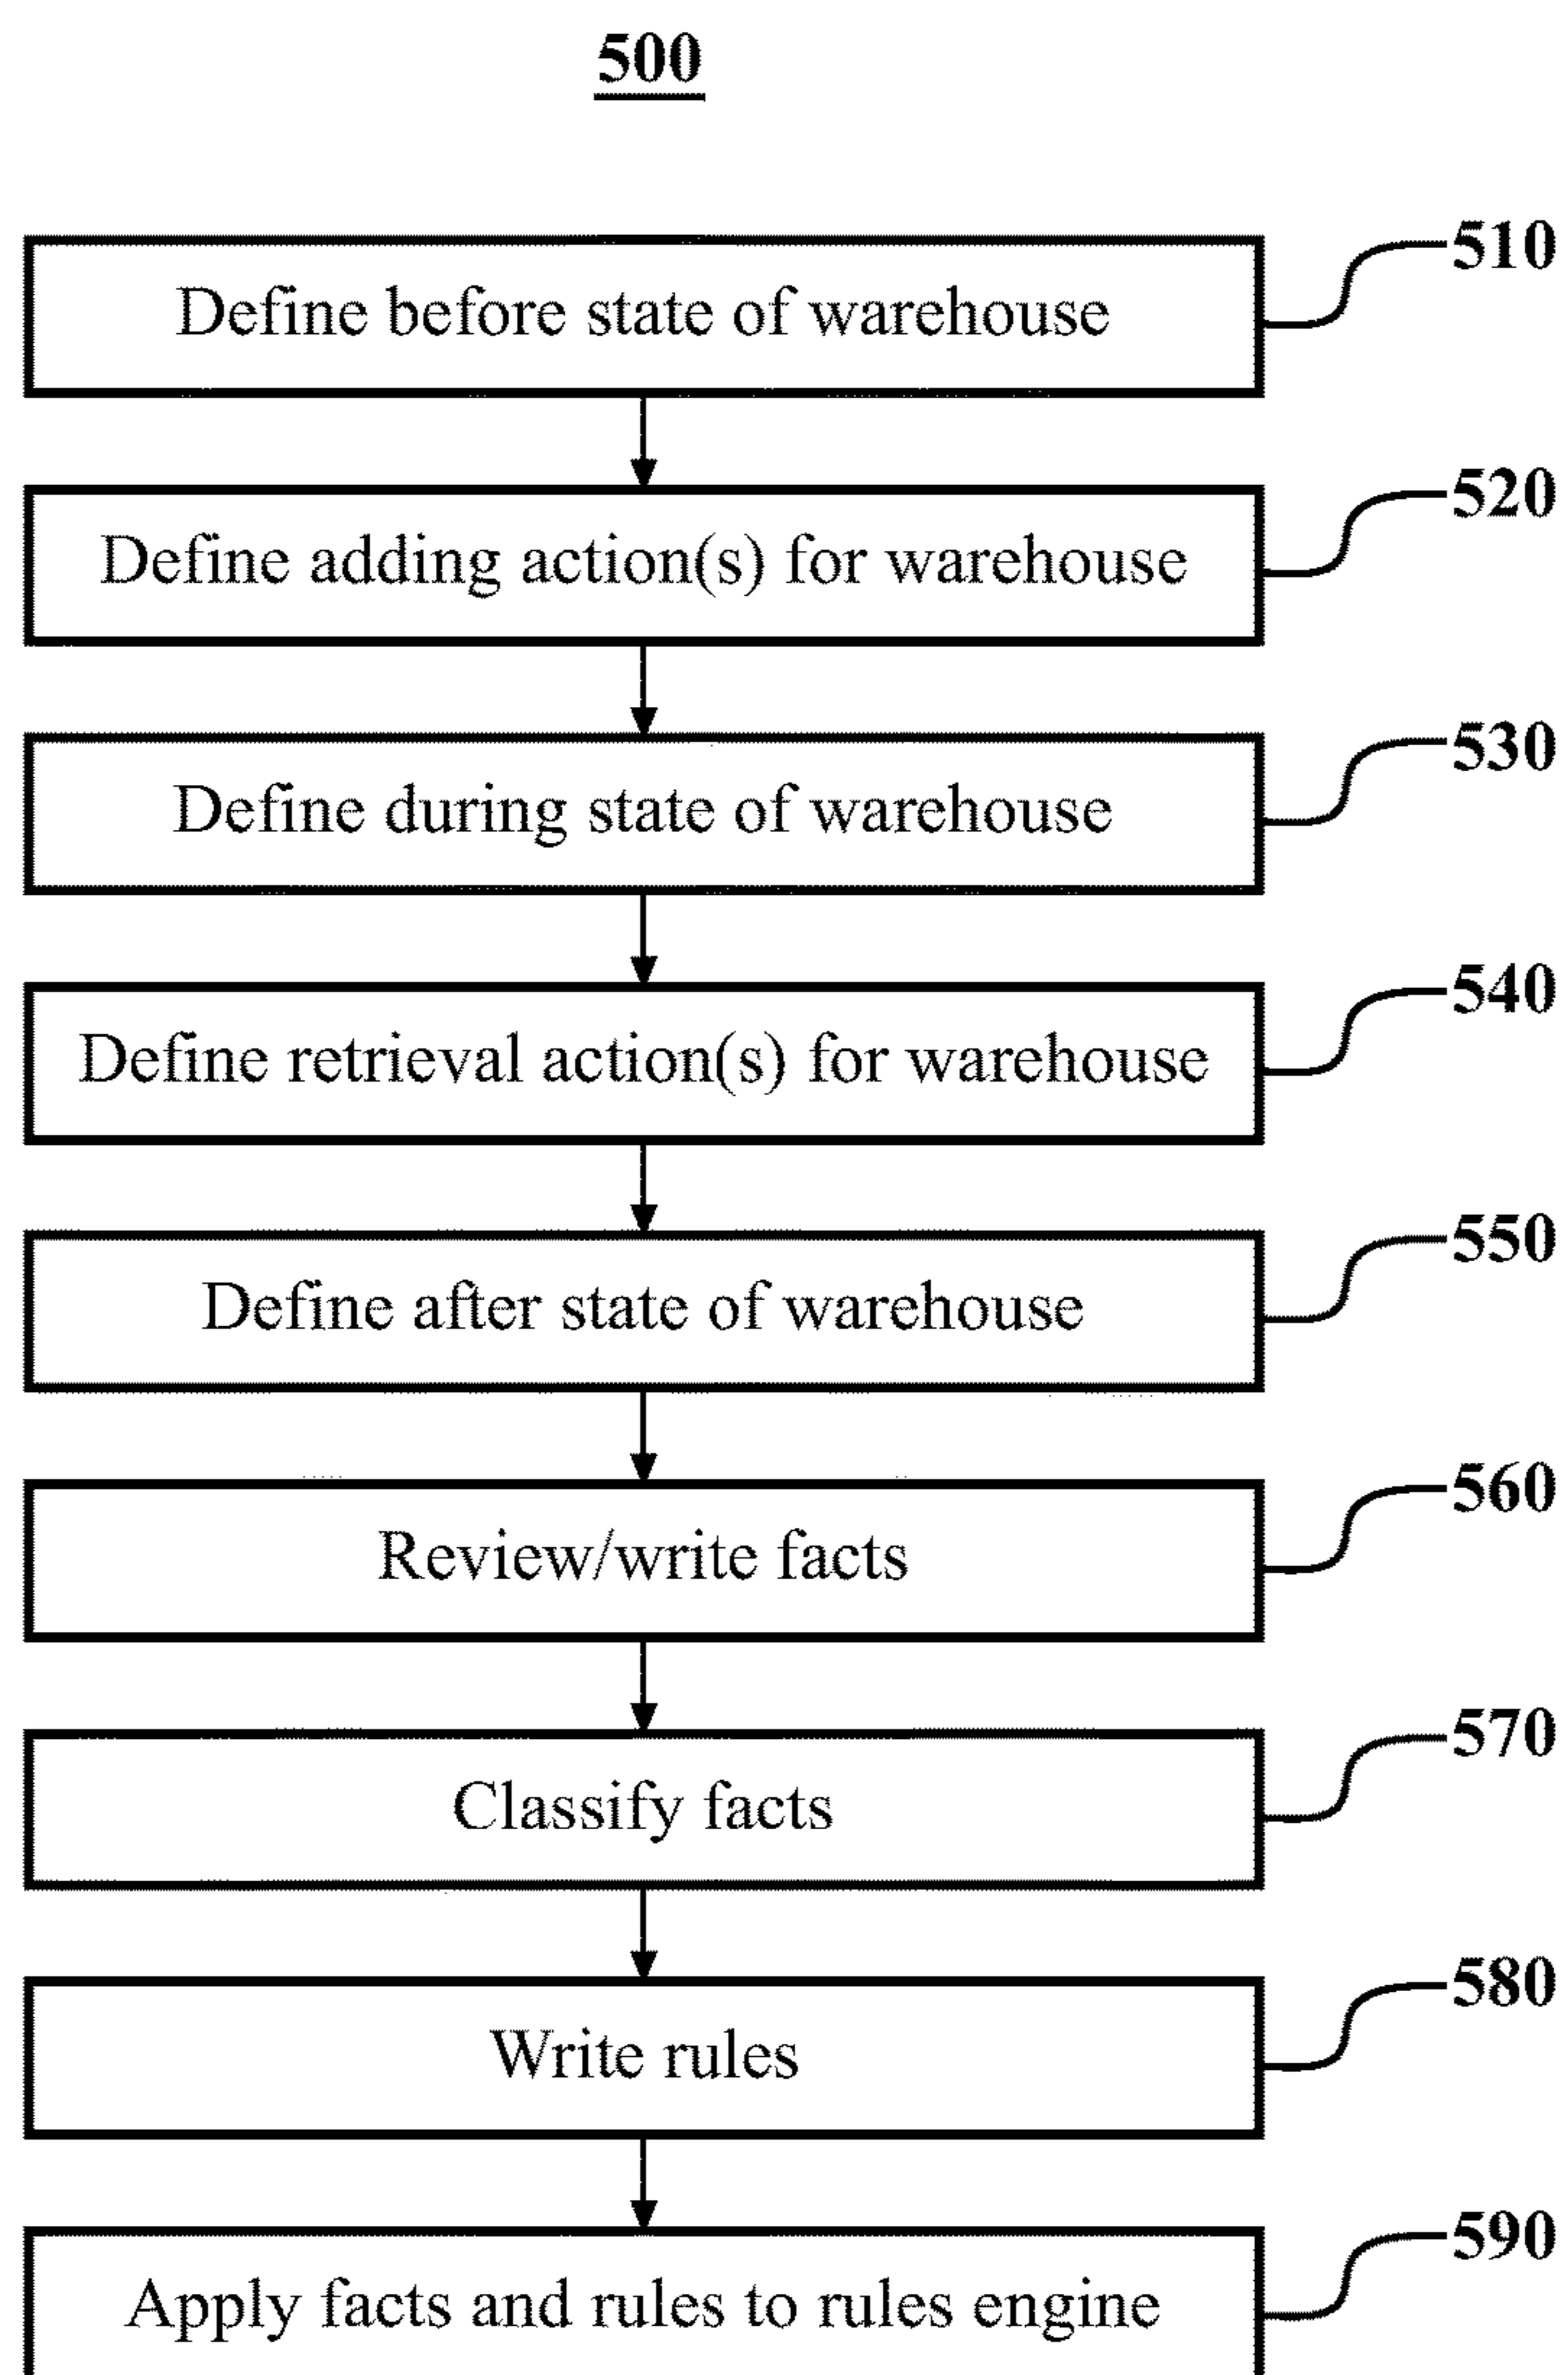 500
Define before state of warehouse
510
Define adding action(s) for warehouse
520
Define during state of warehouse
530
Define retrieval action(s) for warehouse
540
Define after state of warehouse
550
Review/write facts
560
Classify facts
570
Write rules
580
Apply facts and rules to rules engine
590